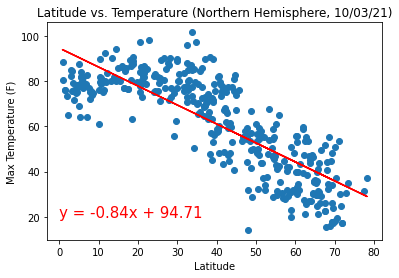 Latitude vs. Temperature (Northern Hemisphere, 10/03/21)
100
80
60
40
20
Max Temperature (F)
y = -0.84x + 94.71
0 10 20 30 40 50 60 70 80
Latitude